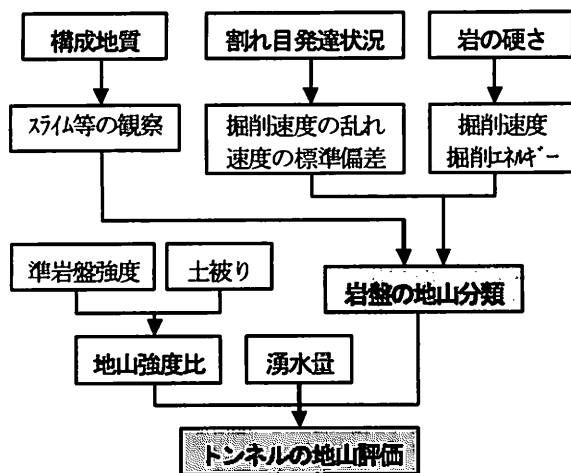 構成地質
割れ目発達状況
岩の硬さ
ｽﾗｲﾑ等の観察
掘削速度の乱れ
速度の標準偏差
掘削速度
掘削ｴﾈﾙｷﾞｰ
準岩盤強度
土被り
岩盤の地山分類
地山強度比
湧水量
トンネルの地山評価